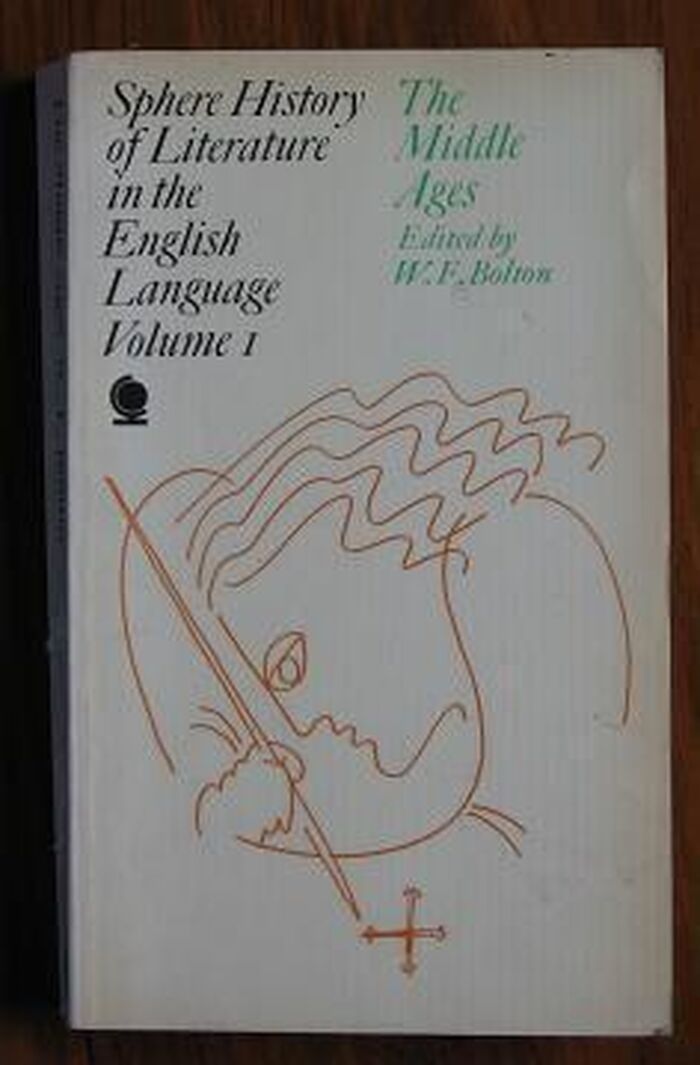 Sphere History
of Literature
in the
English
Language
Volume 1
The
Middle
Ages
Edited by
W.F. Bolton